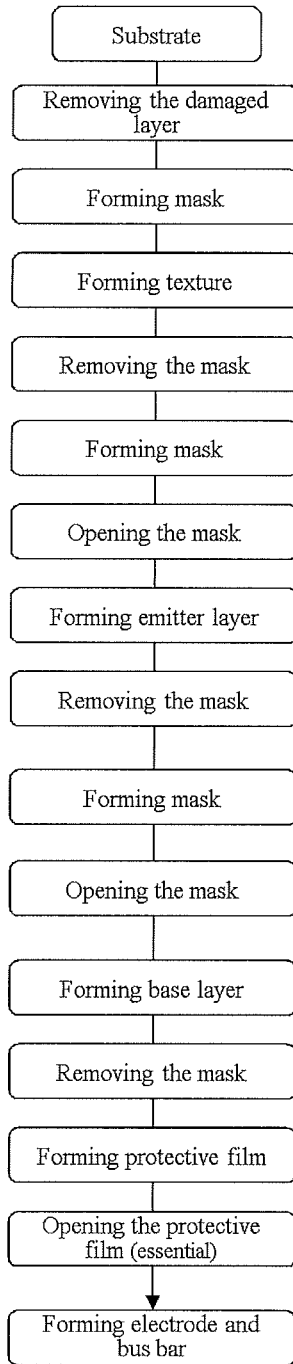 Substrate
Removing the damaged
layer
Forming mask
Forming texture
Removing the mask
Forming mask
Opening the mask
Forming emitter layer
Removing the mask
Forming mask
Opening the mask
Forming base layer
Removing the mask
Forming protective film
Opening the protective
film (essential)
Forming electrode and
bus bar